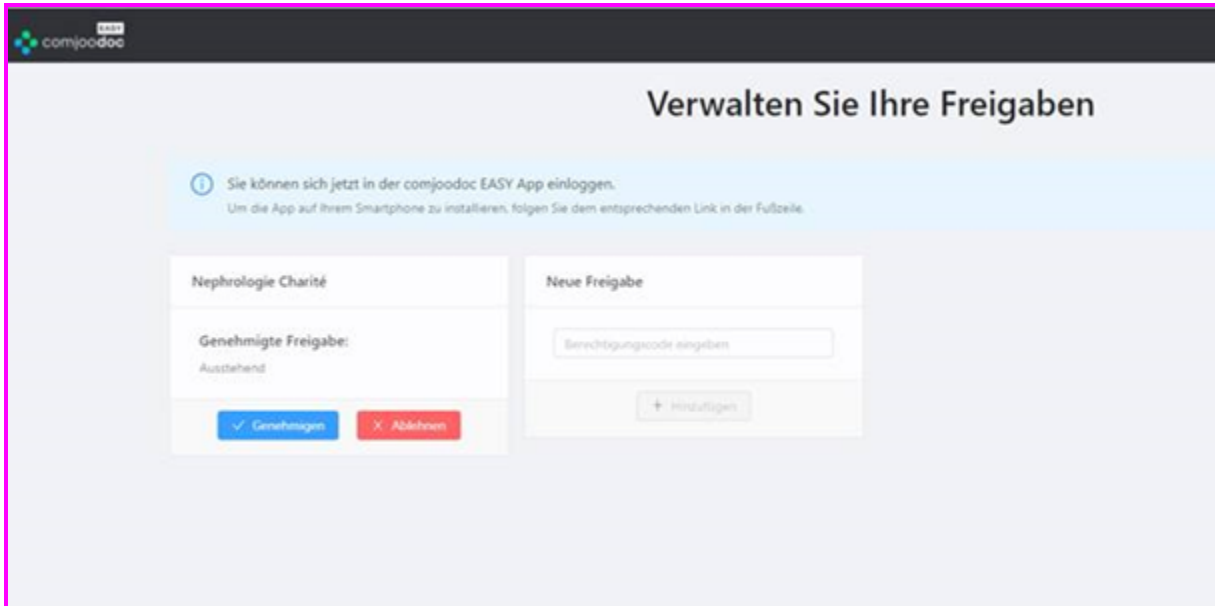 EASY
comjoodoc
Verwalten Sie Ihre Freigaben
Sie können sich jetzt in der comjoodoc EASY App einloggen.
Um die App auf Ihrem Smartphone zu installieren, folgen Sie dem entsprechenden Link in der Fußzeile.
Nephrologie Charité
Neue Freigabe
Genehmigte Freigabe:
Ausstehend
Berechtigungscode eingeben
Genehmigen
Ablehnen
+ Hinzufügen